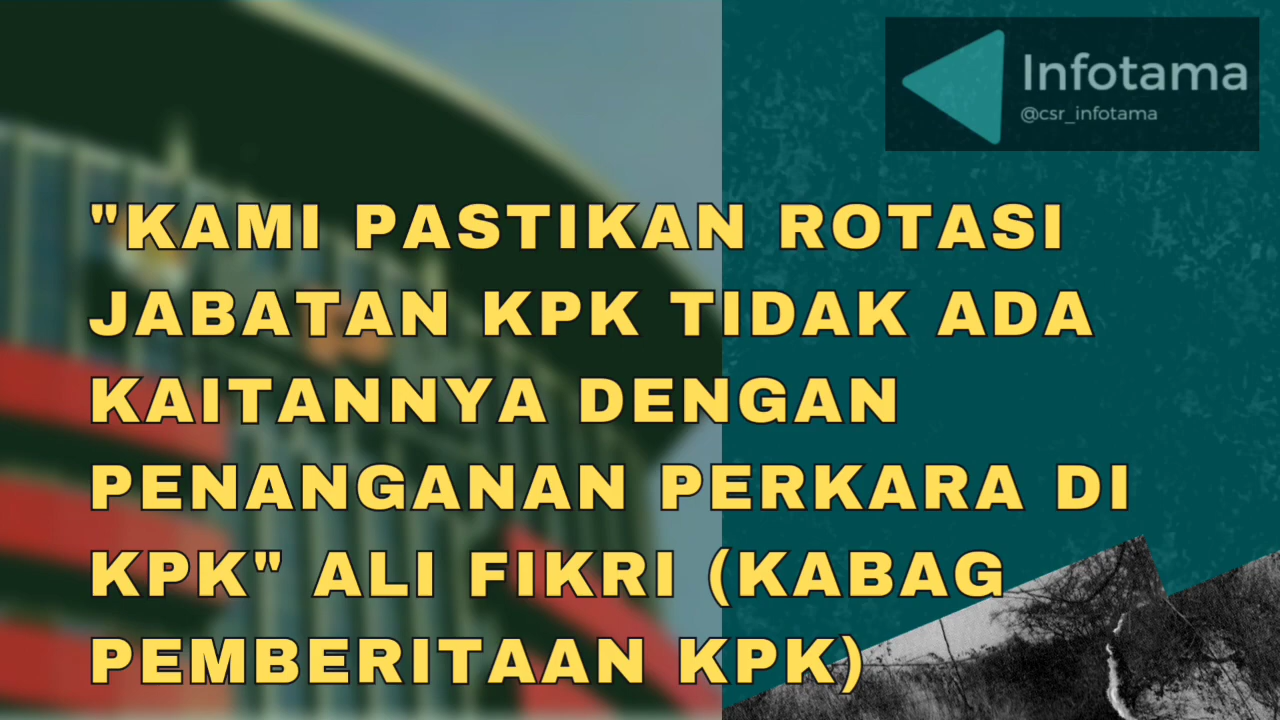 Infotama
@csr_infotama
"KAMI PASTIKAN ROTASI
JABATAN KPK TIDAK ADA
KAITANNYA DENGAN
PENANGANAN PERKARA DI
KPK" ALI FIKRI (KABAG
PEMBERITAAN KPK)